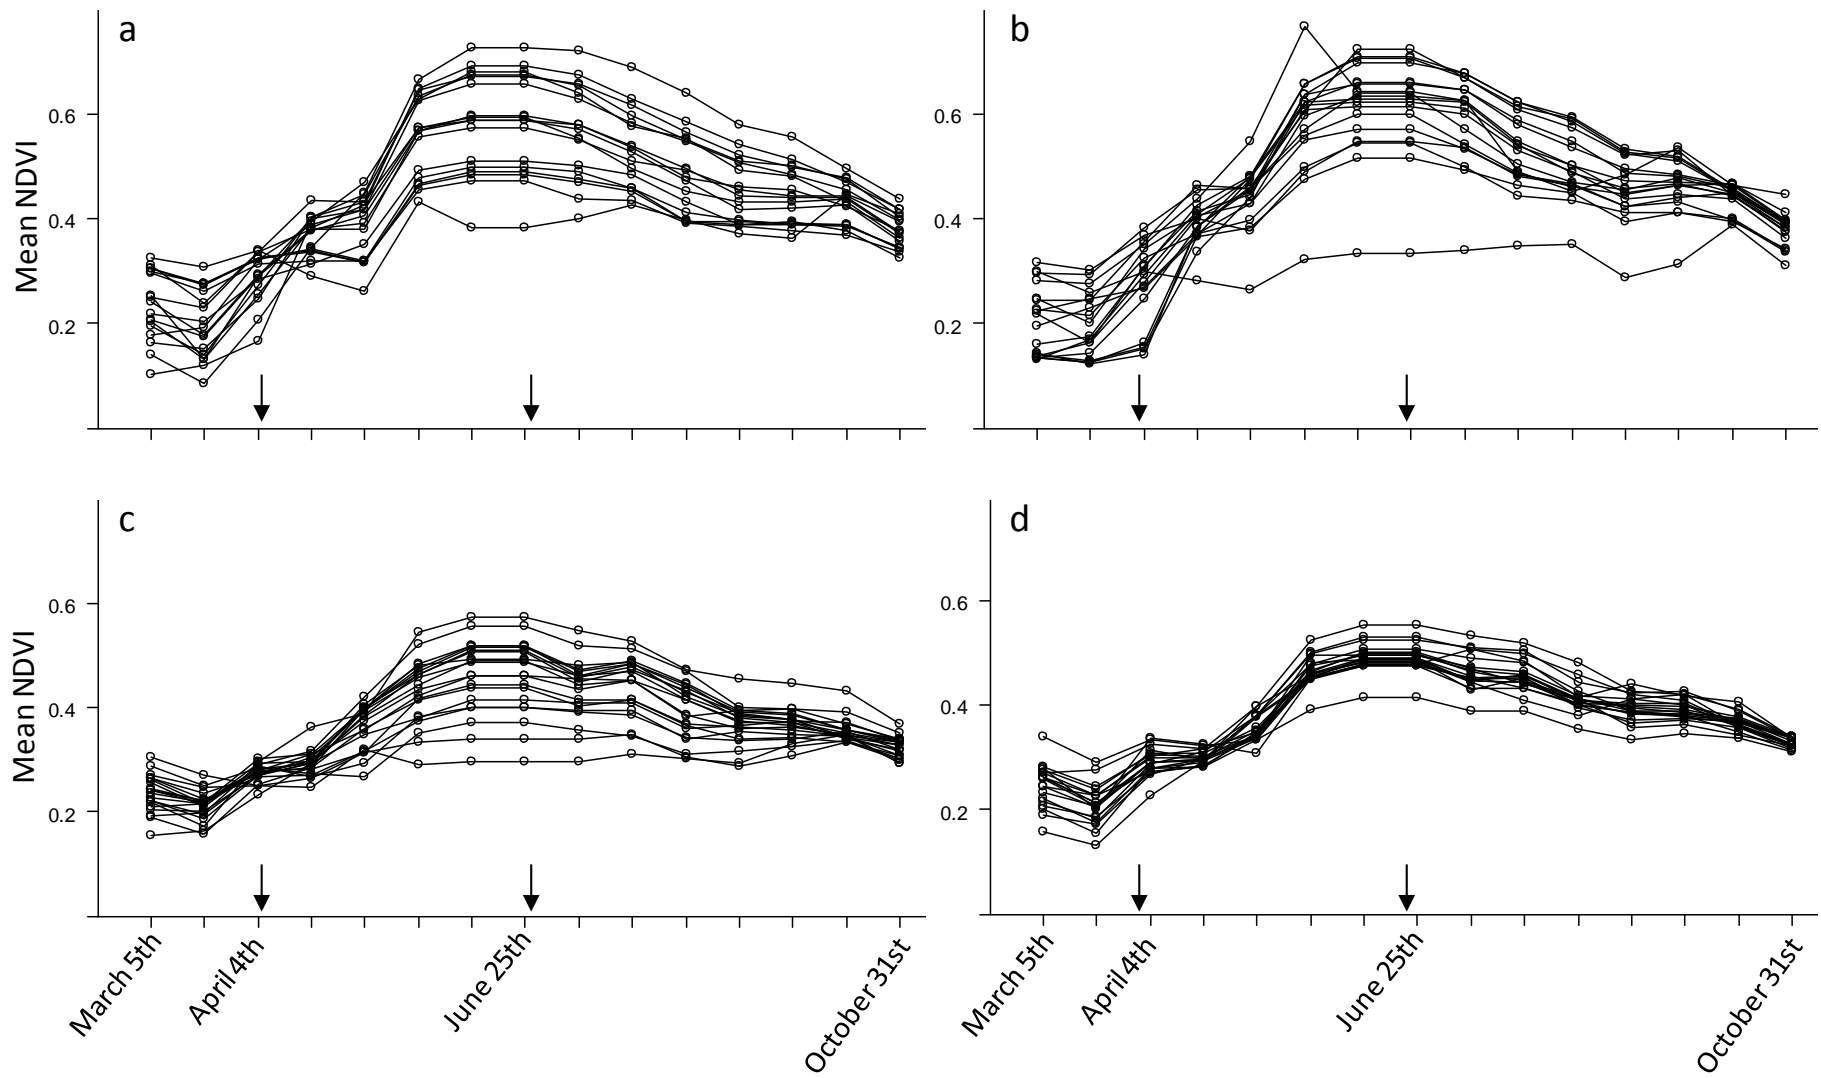 a
b
Mean NDVI
0.6
0.4
0.2
0.6
0.4
0.2
c
d
Mean NDVI
0.6
0.4
0.2
0.6
0.4
0.2
March 5th
April 4th
June 25th
October 31st
March 5th
April 4th
June 25th
October 31st